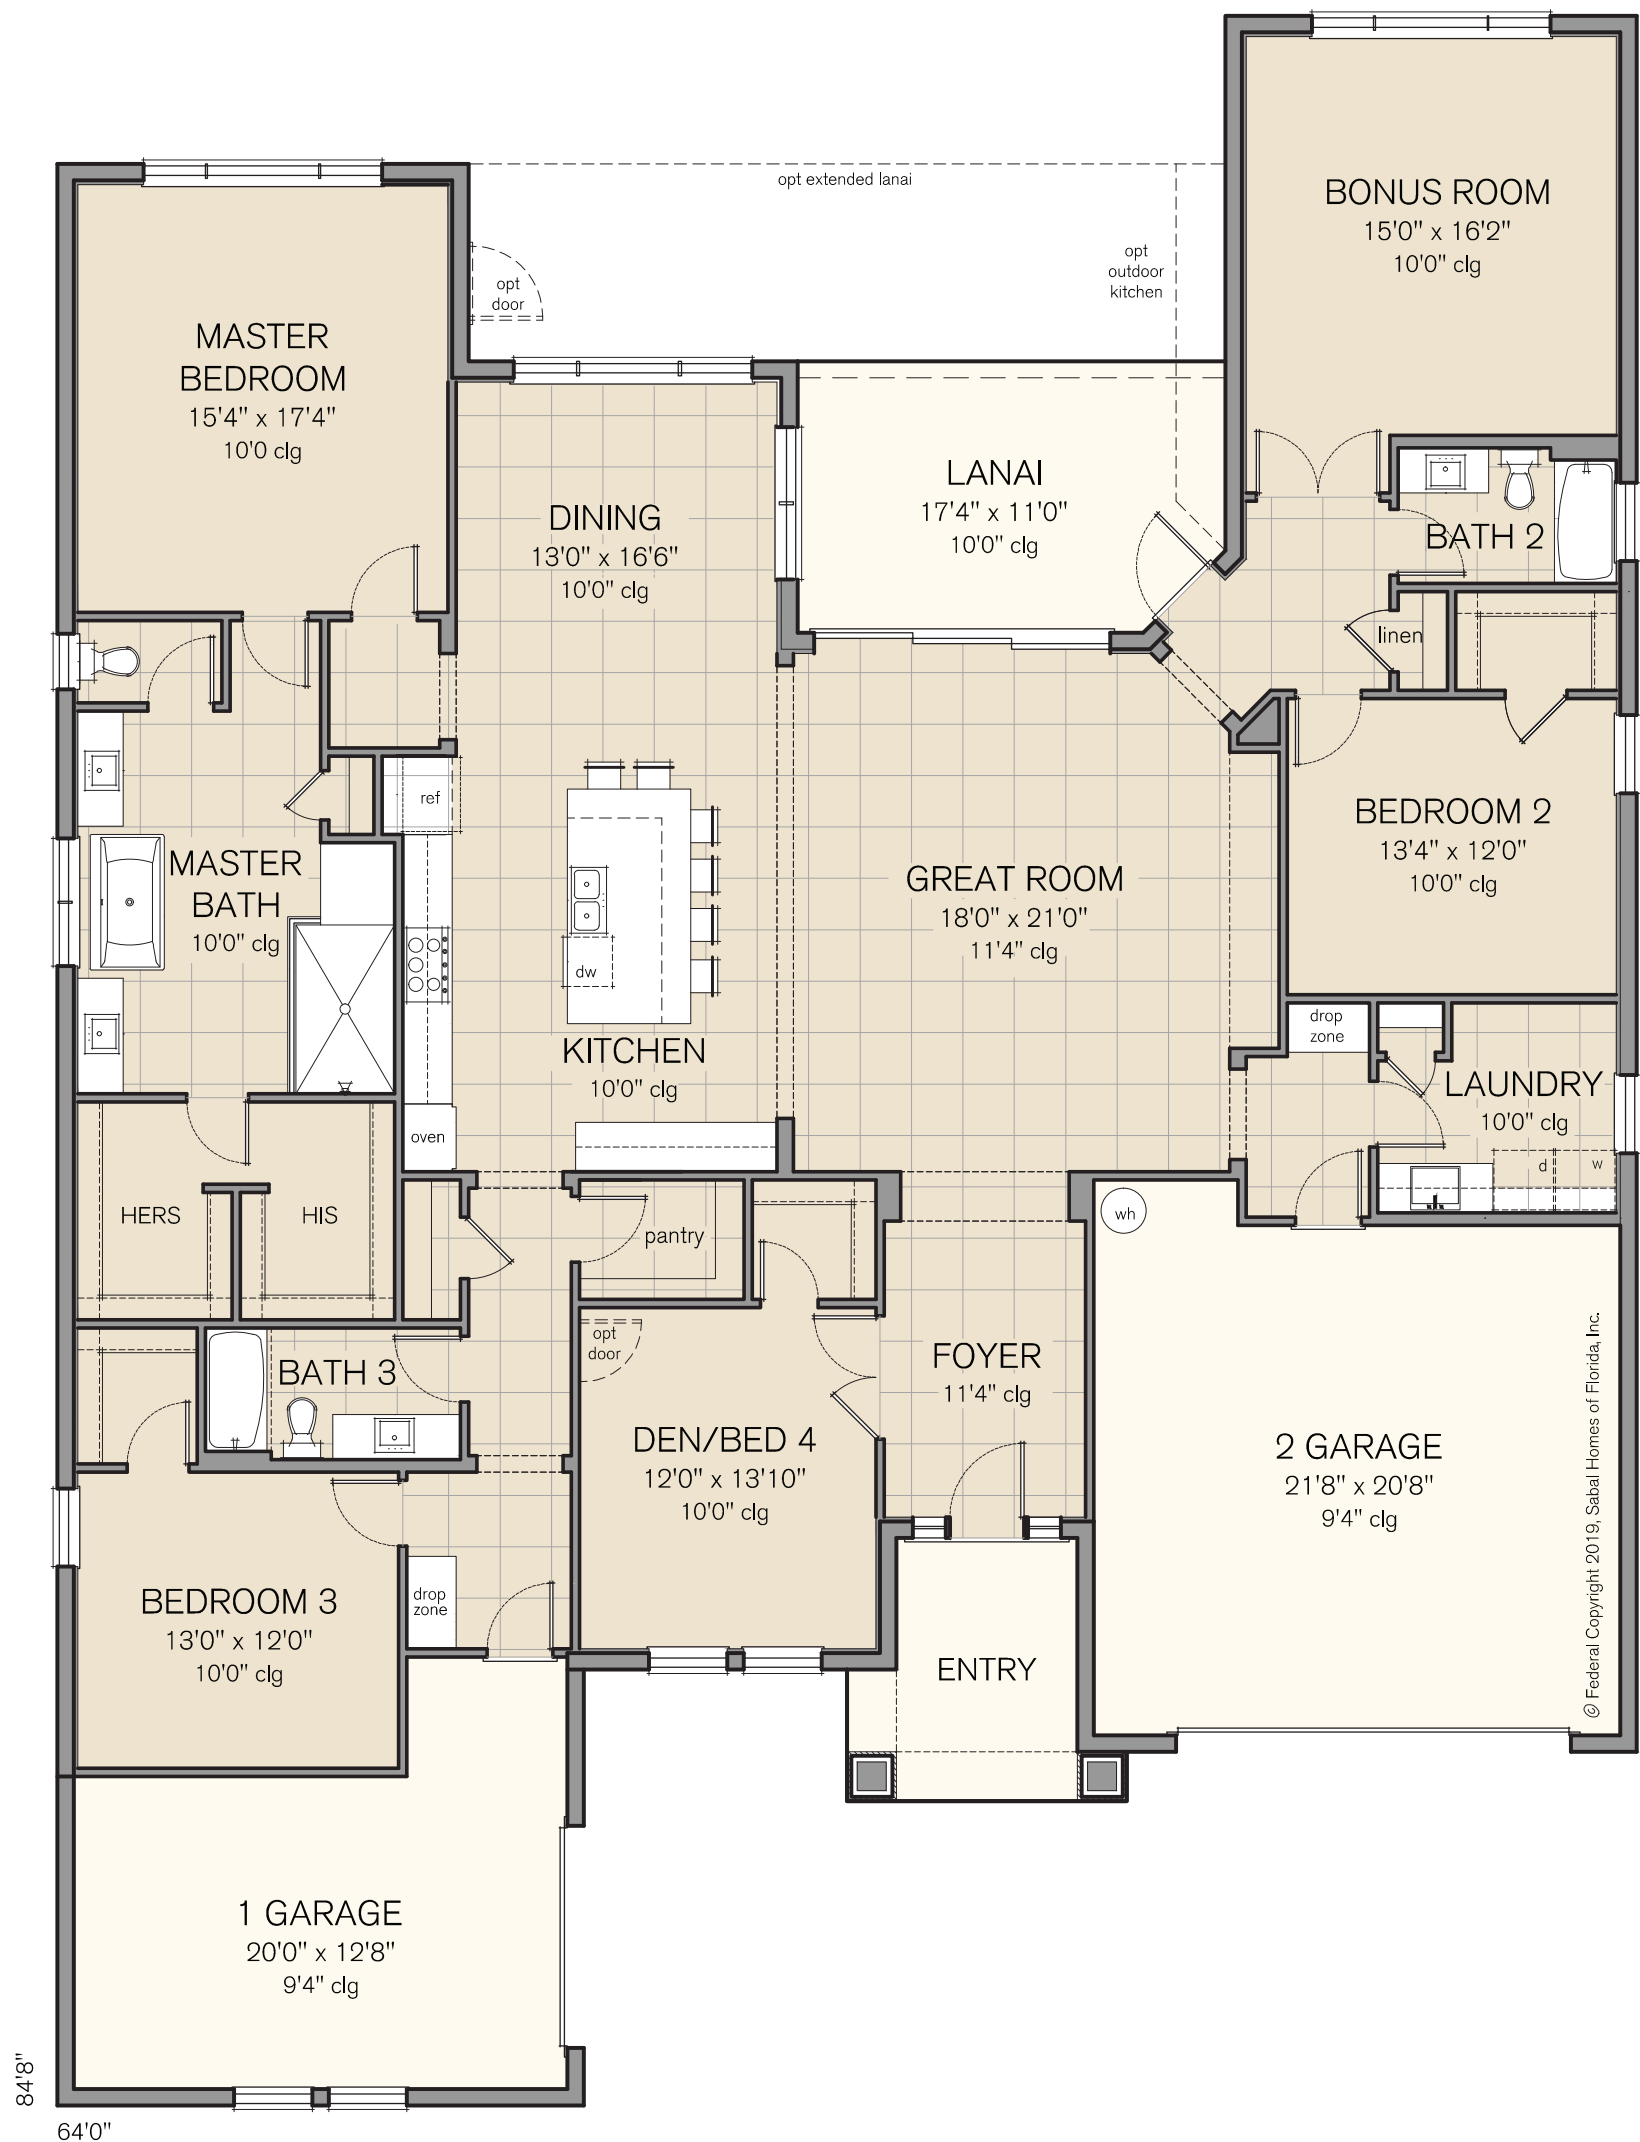 opt extended lanai
BONUS ROOM
15'0" x 16'2"
10'0" clg
opt
outdoor
kitchen
opt
door
MASTER
BEDROOM
15'4" x 17'4"
10'0 clg
LANAI
17'4" x 11'0"
10'0" clg
DINING
13'0" x 16'6"
10'0" clg
BATH 2
linen
ref
BEDROOM 2
13'4" x 12'0"
10'0" clg
MASTER
BATH
10'0" clg
GREAT ROOM
18'0" x 21'0"
11'4" clg
dw
KITCHEN
10'0" clg
drop
zone
LAUNDRY
10'0" clg
d
w
oven
HERS
HIS
pantry
wh
opt
door
BATH 3
FOYER
11'4" clg
DEN/BED 4
12'0" x 13'10"
10'0" clg
2 GARAGE
21'8" x 20'8"
9'4" clg
© Federal Copyright 2019, Sabal Homes of Florida, Inc.
BEDROOM 3
13'0" x 12'0"
10'0" clg
drop
zone
ENTRY
1 GARAGE
20'0" x 12'8"
9'4" clg
84'8"
64'0"